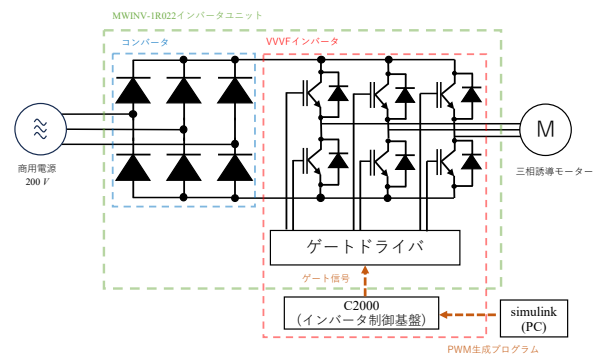 MWINV-1R022インバータユニット
コンバータ
VVVFインバータ
商用電源
200 V
M
三相誘導モーター
ゲートドライバ
ゲート信号
C2000
（インバータ制御基盤）
simulink
(PC)
PWM生成プログラム